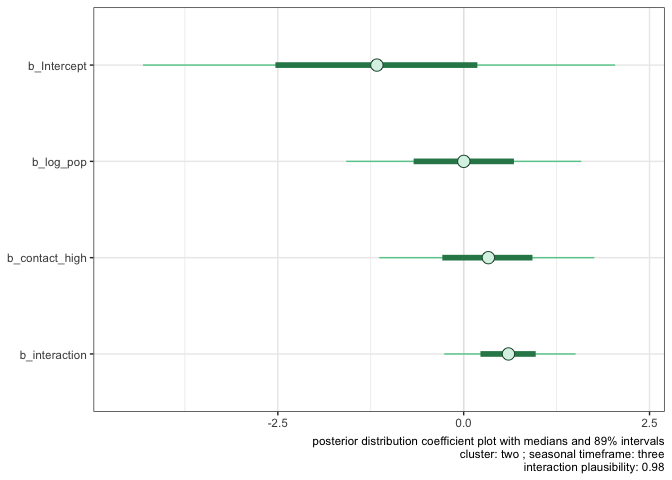 b_Intercept
b_log_pop
b_contact_high
b_interaction
-2.5 0.0 2.5
posterior distribution coefficient plot with medians and 89% intervals
cluster: two ; seasonal timeframe: three
interaction plausibility: 0.98